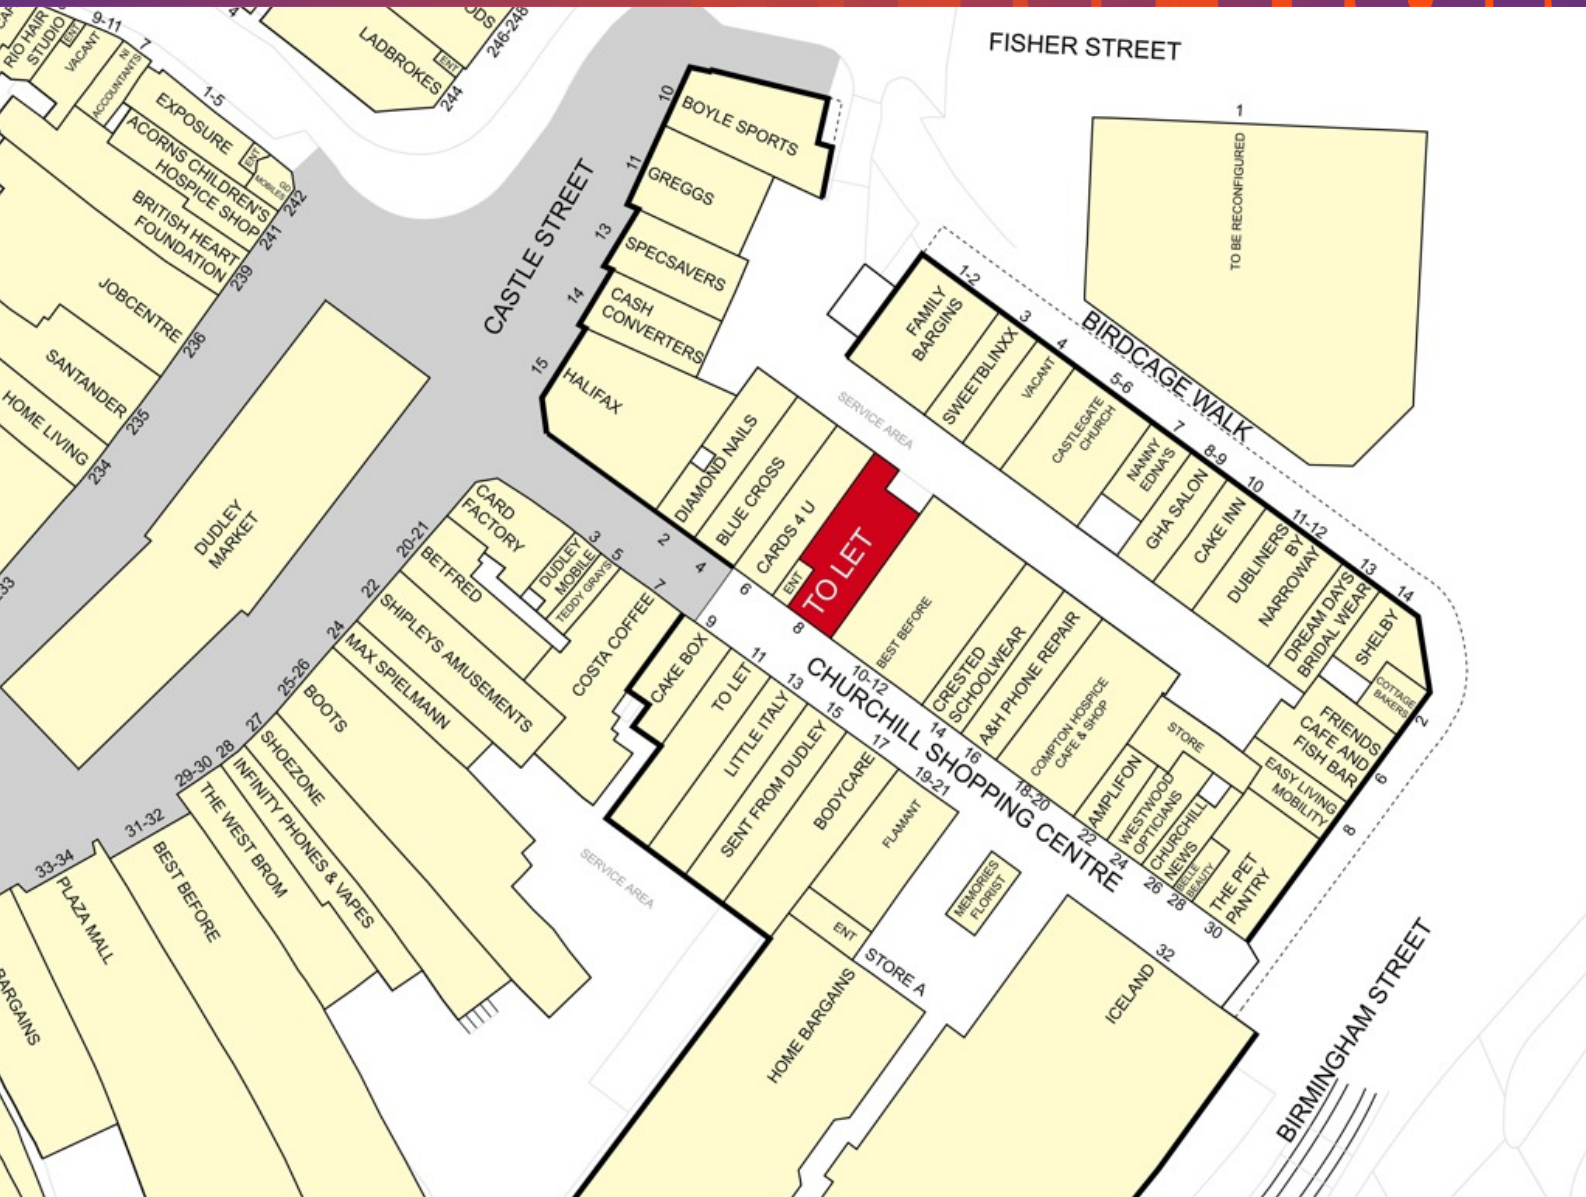 FISHER STREET
RIO HAIR
STUDIO
ENT
9-11
VACANT
NI
ACCOUNTANTS
7
1-5
EXPOSURE
ENT
GD
MOBILES
242
ACORNS CHILDREN'S
HOSPICE SHOP
241
BRITISH HEART
FOUNDATION
239
JOBCENTRE
236
SANTANDER
235
HOME LIVING
234
LADBROKES
ENT
244
246-248
CASTLE STREET
10
BOYLE SPORTS
11
GREGGS
13
SPECSAVERS
14
CASH
CONVERTERS
15
HALIFAX
1
TO BE RECONFIGURED
BIRDCAGE WALK
1-2
FAMILY
BARGINS
3
SWEETBLINXX
4
VACANT
5-6
CASTLEGATE
CHURCH
7
NANNY
EDNA'S
8-9
GHA SALON
10
CAKE INN
11-12
DUBLINERS
BY
NARROWAY
13
DREAM DAYS
BRIDAL WEAR
14
SHELBY
COTTAGE
BAKERS
2
FRIENDS
CAFE AND
FISH BAR
6
EASY LIVING
MOBILITY
8
SERVICE AREA
DIAMOND NAILS
2
BLUE CROSS
4
CARDS 4 U
6
ENT
TO LET
8
BEST BEFORE
10-12
CRESTED
SCHOOLWEAR
14
A&H PHONE REPAIR
16
COMPTON HOSPICE
CAFE & SHOP
18-20
STORE
AMPLIFON
22
WESTWOOD
OPTICIANS
24
CHURCHILL
NEWS
26
BELLE
BEAUTY
28
THE PET
PANTRY
30
CHURCHILL SHOPPING CENTRE
DUDLEY
MARKET
CARD
FACTORY
20-21
3
DUDLEY
MOBILE
5
TEDDY GRAYS
7
COSTA COFFEE
BETFRED
22
SHIPLEYS AMUSEMENTS
24
MAX SPIELMANN
25-26
BOOTS
27
SHOEZONE
28
INFINITY PHONES & VAPES
29-30
THE WEST BROM
31-32
BEST BEFORE
33-34
PLAZA MALL
BARGAINS
9
CAKE BOX
11
TO LET
13
LITTLE ITALY
15
SENT FROM DUDLEY
17
BODYCARE
19-21
FLAMANT
ENT
STORE A
SERVICE AREA
MEMORIES
FLORIST
HOME BARGAINS
32
ICELAND
BIRMINGHAM STREET